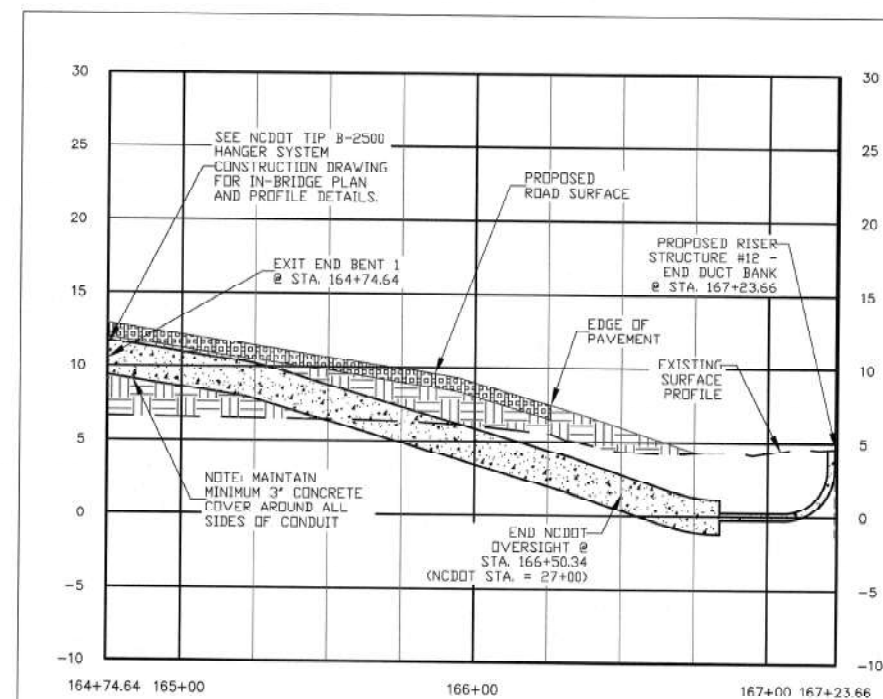 30
25
20
15
10
5
0
-5
-10
SEE NCDOT TIP B-2500
HANGER SYSTEM
CONSTRUCTION DRAWING
FOR IN-BRIDGE PLAN
AND PROFILE DETAILS.
EXIT END BENT 1
@ STA. 164+74.64
PROPOSED
ROAD SURFACE
EDGE OF
PAVEMENT
PROPOSED RISER
STRUCTURE #12 -
END DUCT BANK
@ STA. 167+23.66
EXISTING
SURFACE
PROFILE
NOTE: MAINTAIN
MINIMUM 3" CONCRETE
COVER AROUND ALL
SIDES OF CONDUIT
END NCDOT
OVERSIGHT @
STA. 166+50.34
(NCDOT STA. = 27+00)
30
25
20
15
10
5
0
-5
-10
164+74.64 165+00 166+00 167+00 167+23.66